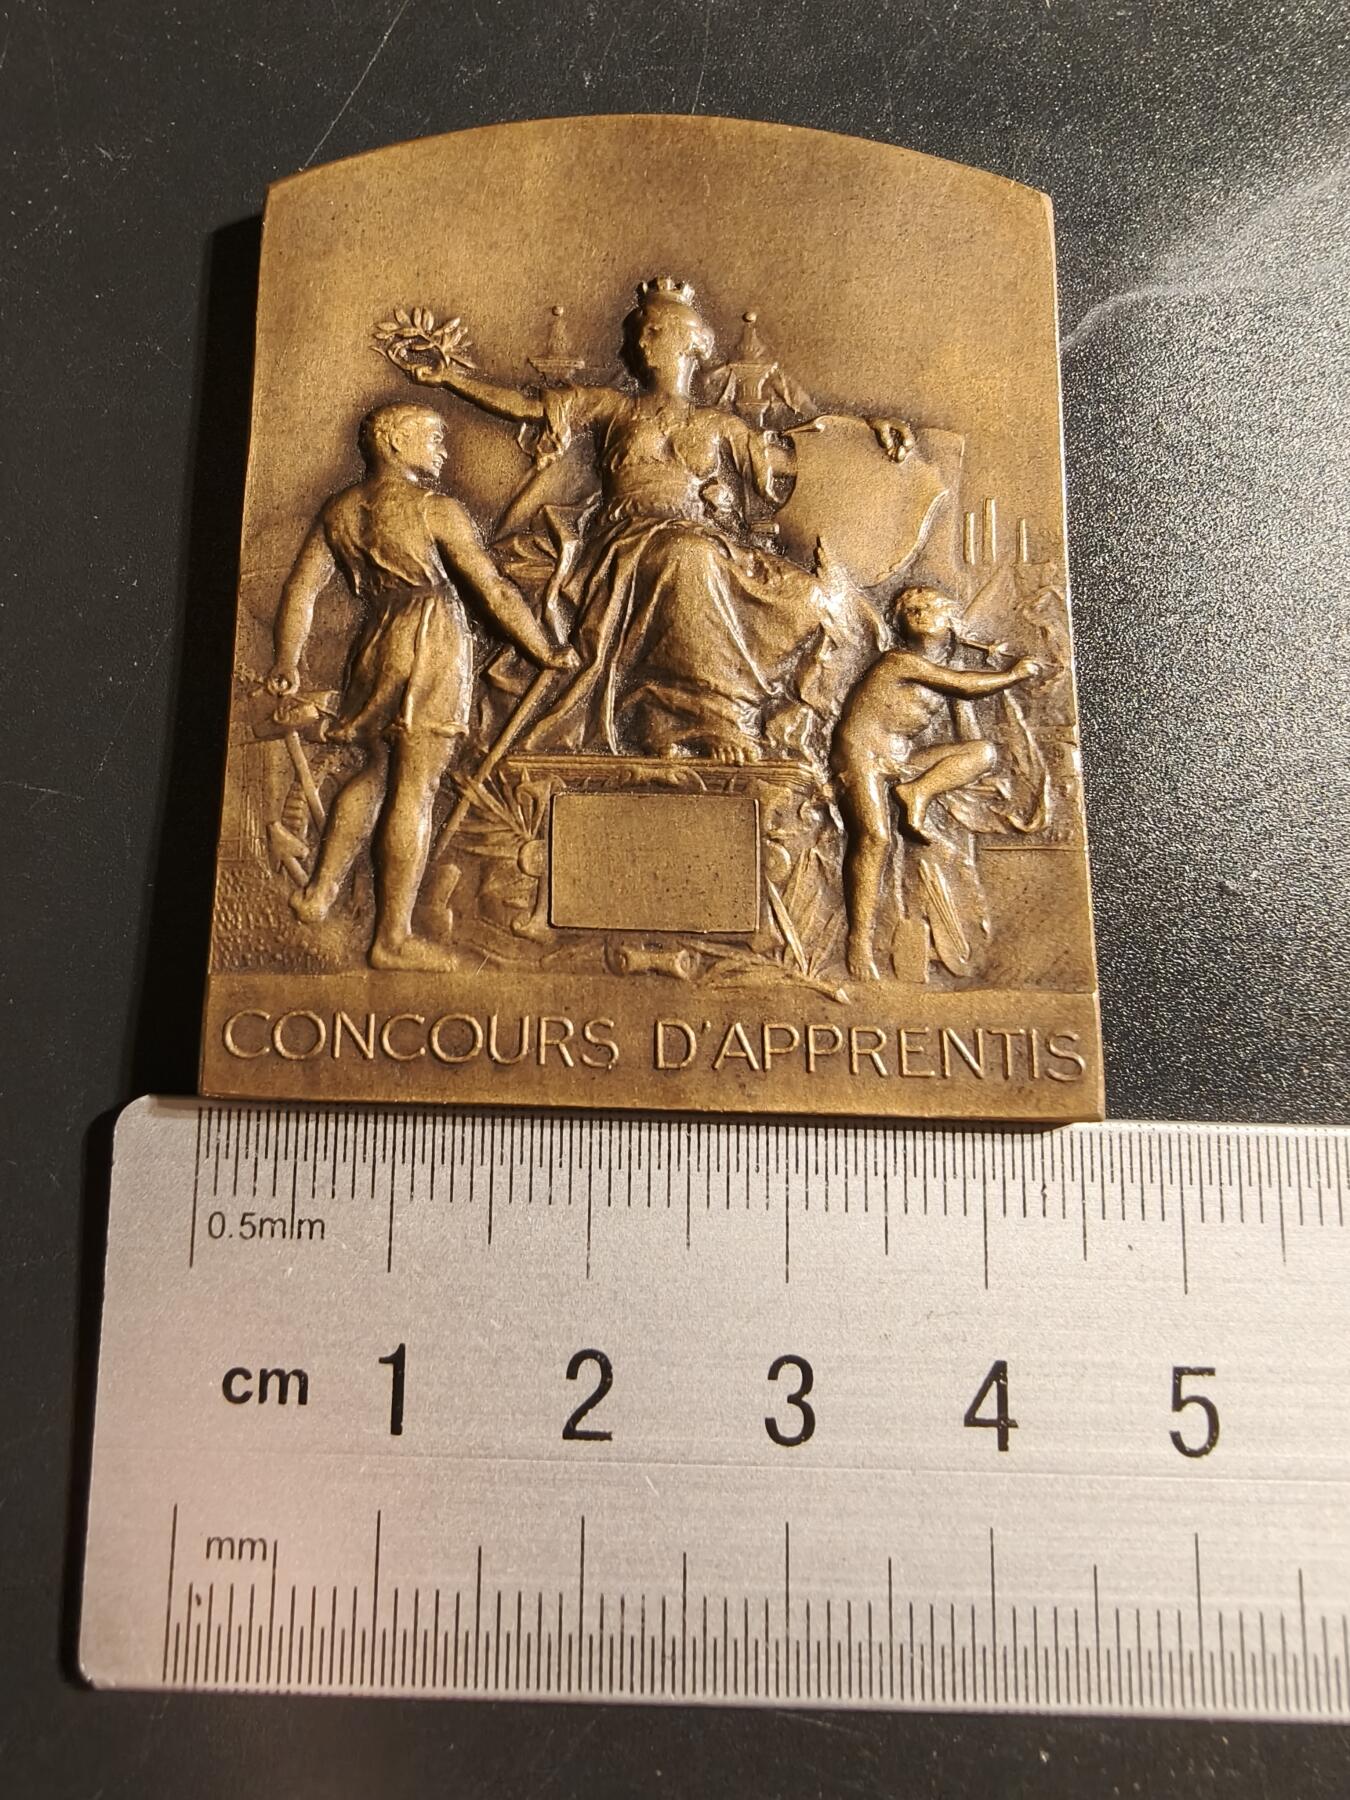 CONCOURS D'APPRENTIS
0.5mm
cm 1 2 3 4 5
mm